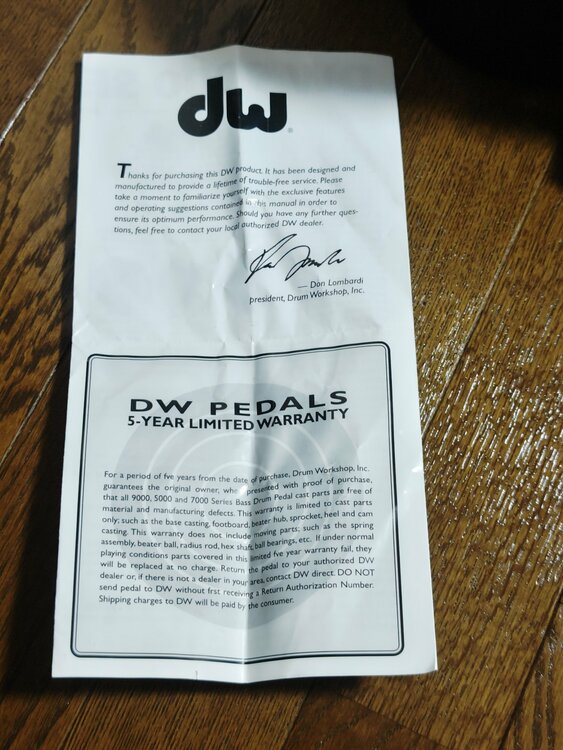 dw®
Thanks for purchasing this DW product. It has been designed and
manufactured to provide a lifetime of trouble-free service. Please
take a moment to familiarize yourself with the exclusive features
and operating suggestions contained in this manual in order to
ensure its optimum performance. Should you have any further ques-
tions, feel free to contact your local authorized DW dealer.
— Don Lombardi
president, Drum Workshop, Inc.
DW PEDALS
5-YEAR LIMITED WARRANTY
For a period of fve years from the date of purchase, Drum Workshop, Inc.
guarantees the original owner, when presented with proof of purchase,
that all 9000, 5000 and 7000 Series Bass Drum Pedal cast parts are free of
material and manufacturing defects. This warranty is limited to cast parts
only; such as the base casting, footboard, beater hub, sprocket, heel and cam
casting. This warranty does not include moving parts; such as the spring
assembly, beater ball, radius rod, hex shaft, ball bearings, etc. If under normal
playing conditions parts covered in this limited fve year warranty fail, they
will be replaced at no charge. Return the pedal to your authorized DW
dealer or, if there is not a dealer in your area, contact DW direct. DO NOT
send pedal to DW without frst receiving a Return Authorization Number.
Shipping charges to DW will be paid by the consumer.